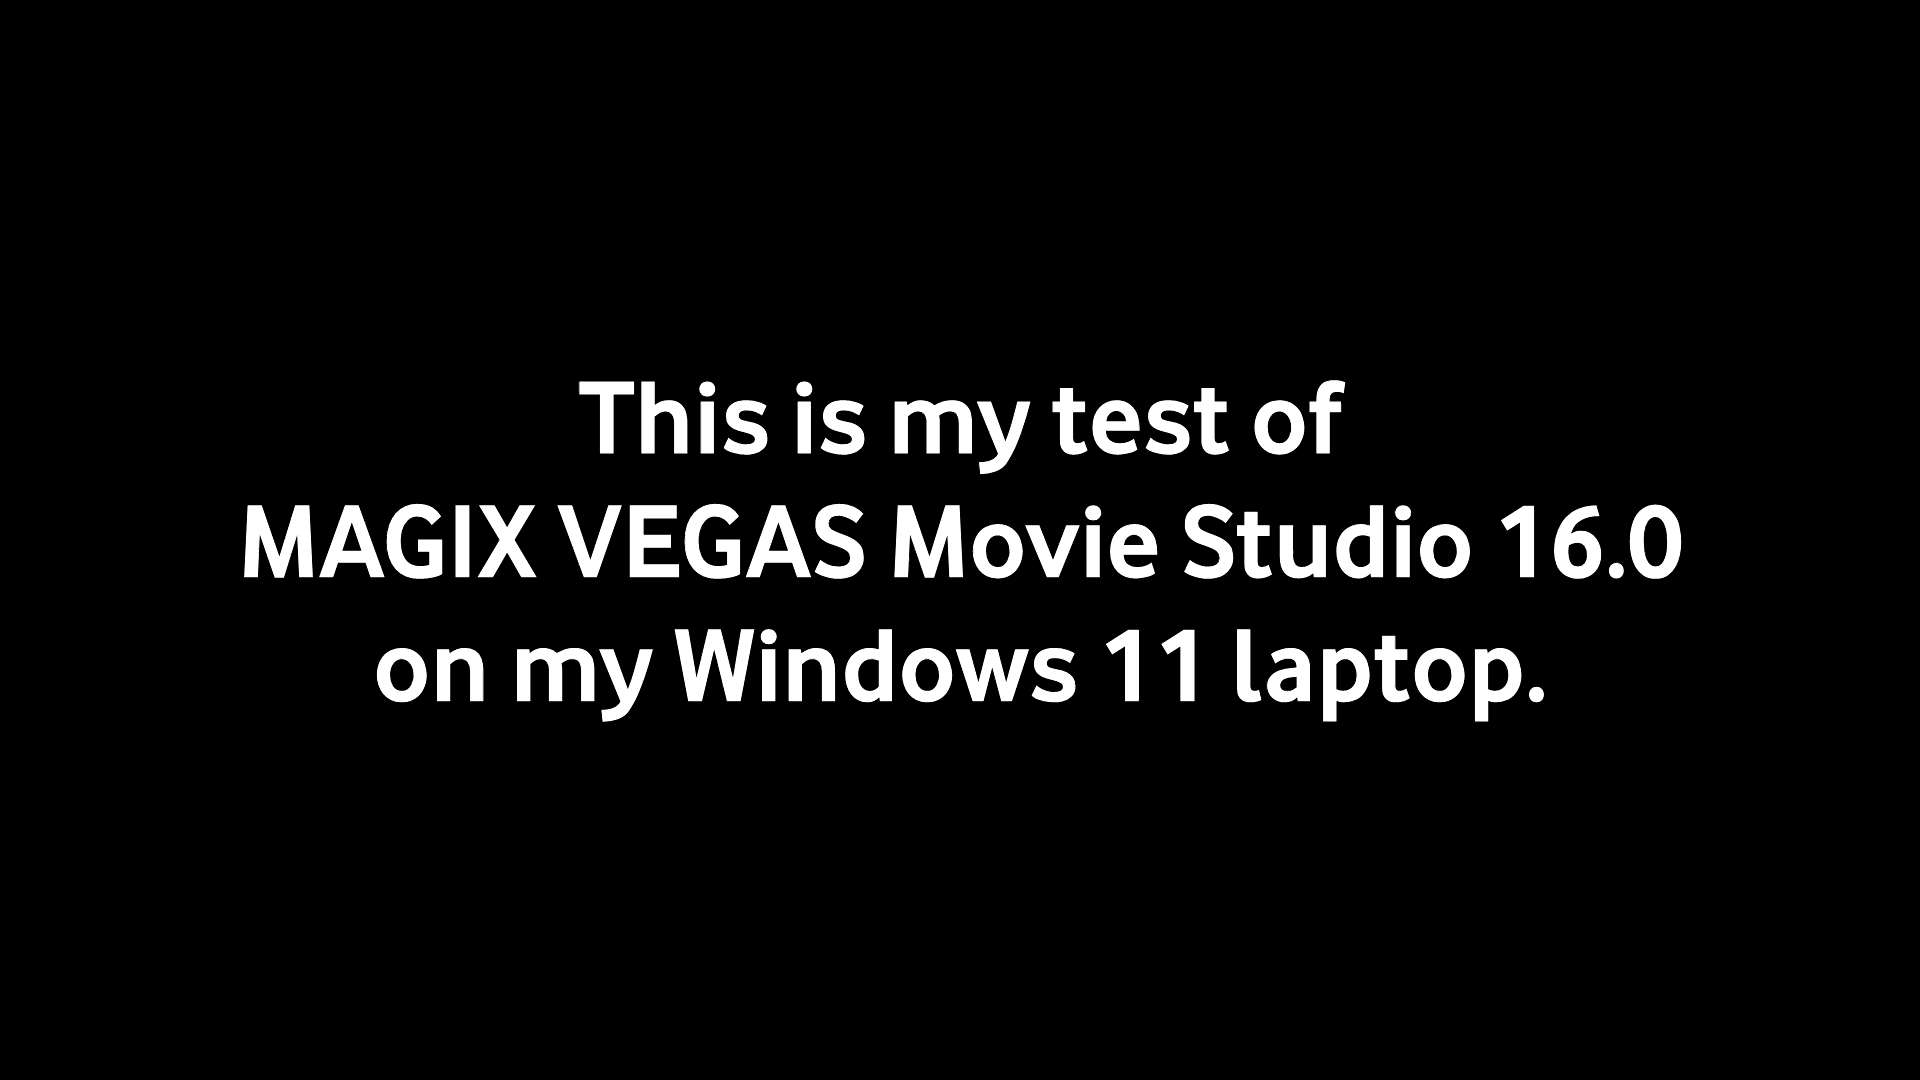 This is my test of
MAGIX VEGAS Movie Studio 16.0
on my Windows 11 laptop.